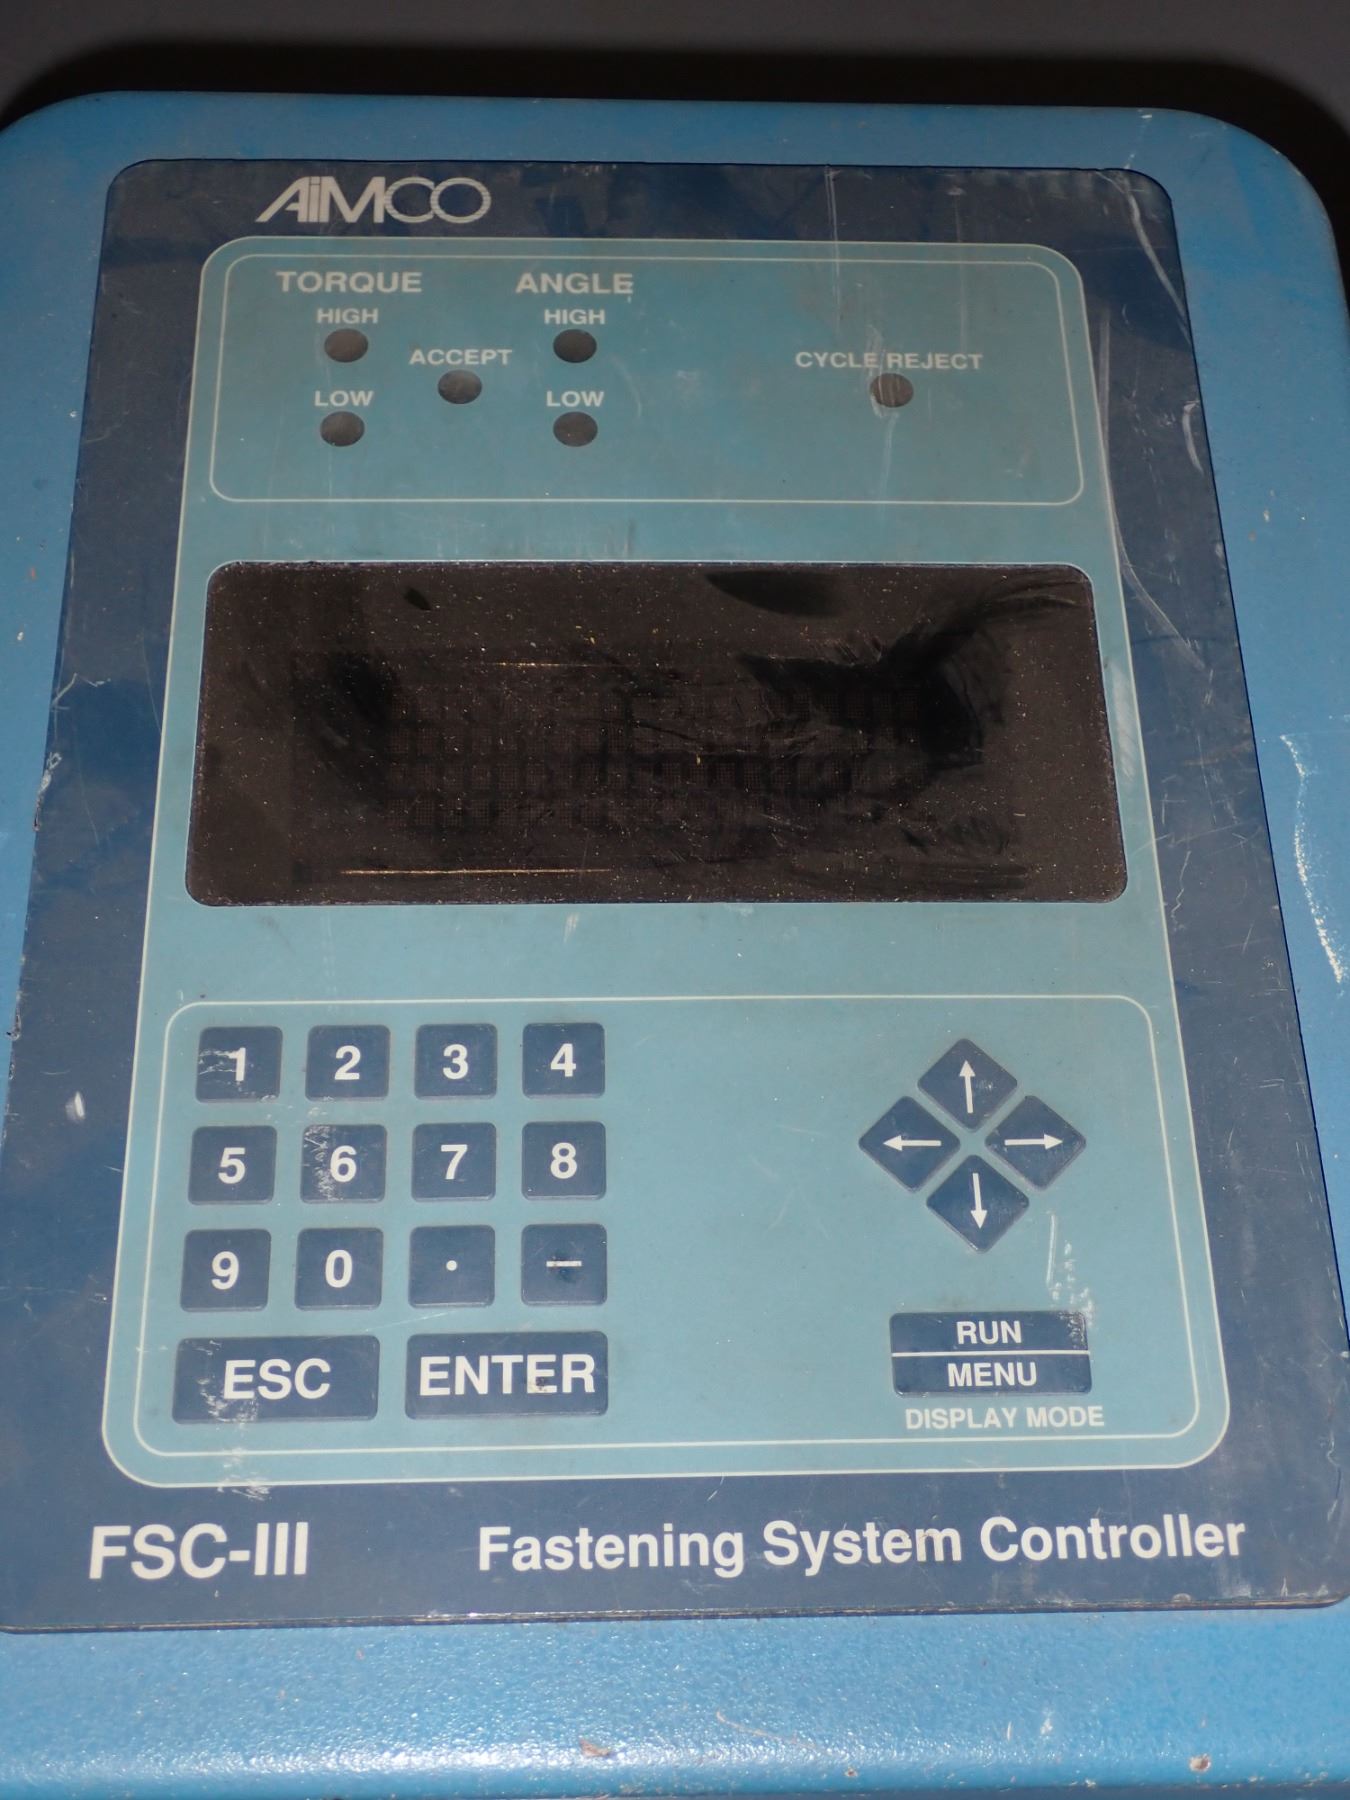 AIMCO
TORQUE ANGLE
HIGH HIGH
ACCEPT CYCLE REJECT
LOW LOW
1 2 3 4
5 6 7 8
9 0 . —
↑
← →
↓
RUN
MENU
ESC ENTER
DISPLAY MODE
FSC-III Fastening System Controller